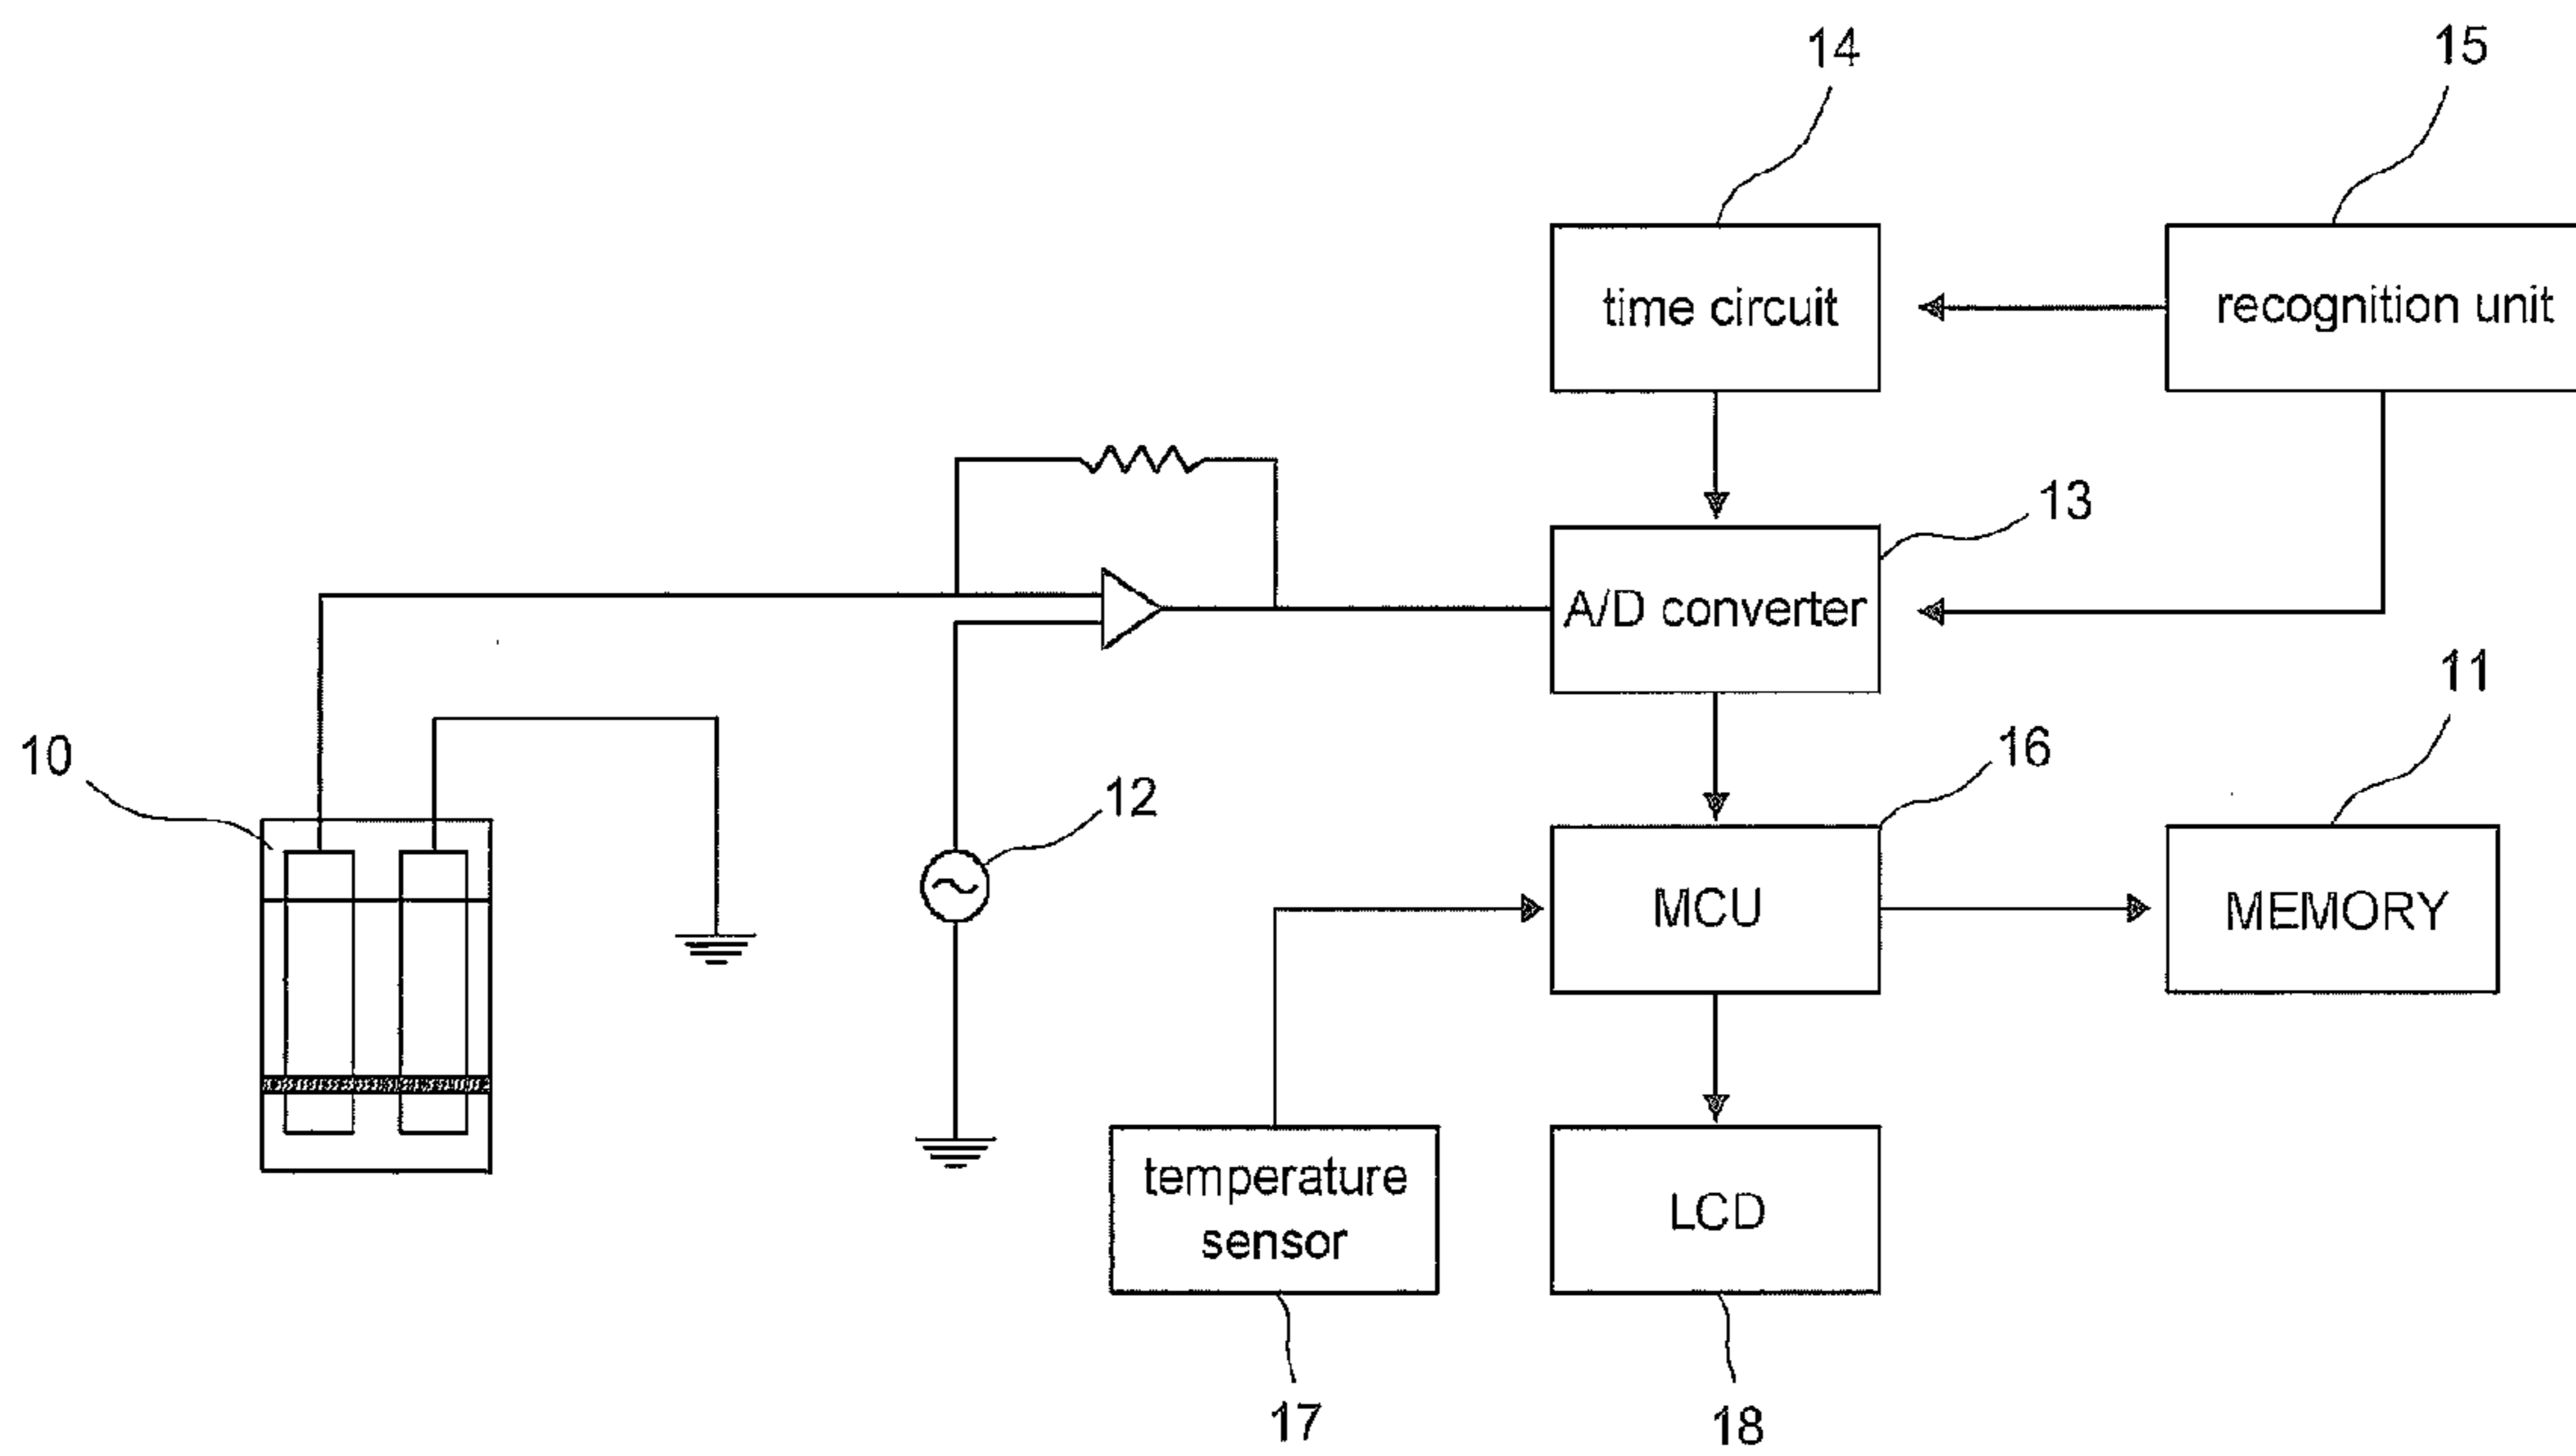 14
15
time circuit
recognition unit
13
A/D converter
11
10
16
12
MCU
MEMORY
temperature
sensor
LCD
17
18